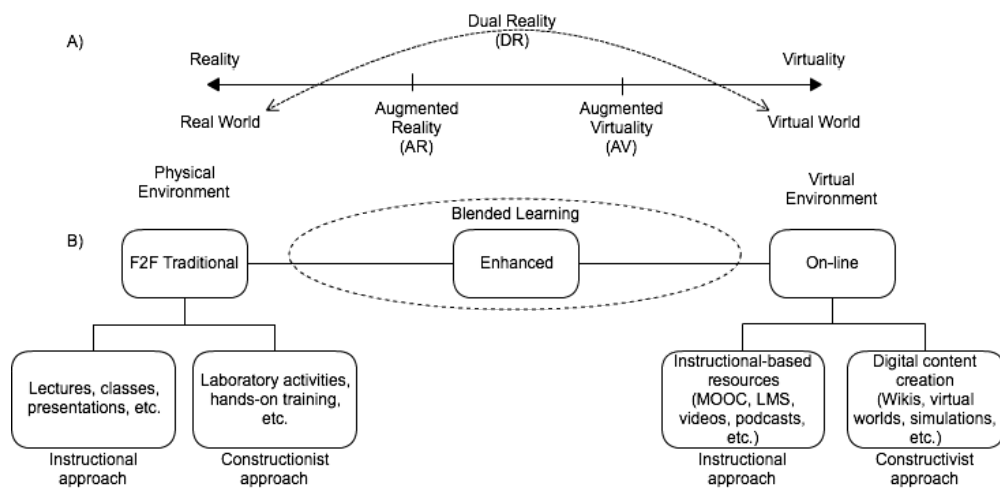 Dual Reality
(DR)
A)
Reality
Virtuality
Real World
Augmented
Reality
(AR)
Augmented
Virtuality
(AV)
Virtual World
Physical
Environment
Virtual
Environment
Blended Learning
B)
F2F Traditional
Enhanced
On-line
Lectures, classes,
presentations, etc.
Instructional
approach
Laboratory activities,
hands-on training,
etc.
Constructionist
approach
Instructional-based
resources
(MOOC, LMS,
videos, podcasts,
etc.)
Instructional
approach
Digital content
creation
(Wikis, virtual
worlds, simulations,
etc.)
Constructivist
approach